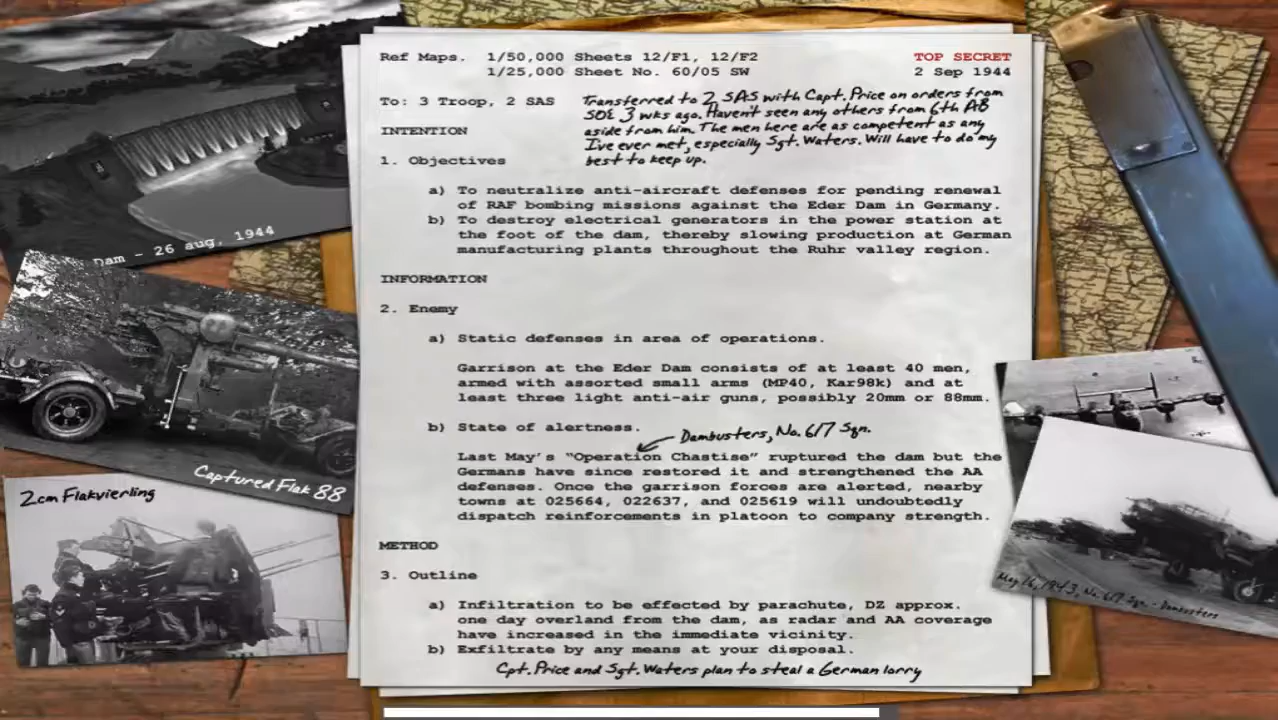 Ref Maps. 1/50,000 Sheets 12/F1, 12/F2
TOP SECRET
1/25,000 Sheet No. 60/05 SW
2 Sep 1944
To: 3 Troop, 2 SAS
Transferred to 2 SAS with Capt. Price on orders from
SOE 3 wks ago. Haven't seen any others from 6th AB
aside from him. The men here are as competent as any
I've ever met, especially Sgt. Waters. Will have to do my
best to keep up.
INTENTION
1. Objectives
a) To neutralize anti-aircraft defenses for pending renewal
of RAF bombing missions against the Eder Dam in Germany.
b) To destroy electrical generators in the power station at
the foot of the dam, thereby slowing production at German
manufacturing plants throughout the Ruhr valley region.
INFORMATION
2. Enemy
a) Static defenses in area of operations.
Garrison at the Eder Dam consists of at least 40 men,
armed with assorted small arms (MP40, Kar98k) and at
least three light anti-air guns, possibly 20mm or 88mm.
b) State of alertness.
Dambusters, No. 617 Sqn.
Last May's "Operation Chastise" ruptured the dam but the
Germans have since restored it and strengthened the AA
defenses. Once the garrison forces are alerted, nearby
towns at 025664, 022637, and 025619 will undoubtedly
dispatch reinforcements in platoon to company strength.
METHOD
3. Outline
a) Infiltration to be effected by parachute, DZ approx.
one day overland from the dam, as radar and AA coverage
have increased in the immediate vicinity.
b) Exfiltrate by any means at your disposal.
Cpt. Price and Sgt. Waters plan to steal a German lorry
Dam - 26 aug, 1944
Captured Flak 88
2cm Flakvierling
May 16, 1943, No. 617 Sqn - Dambusters